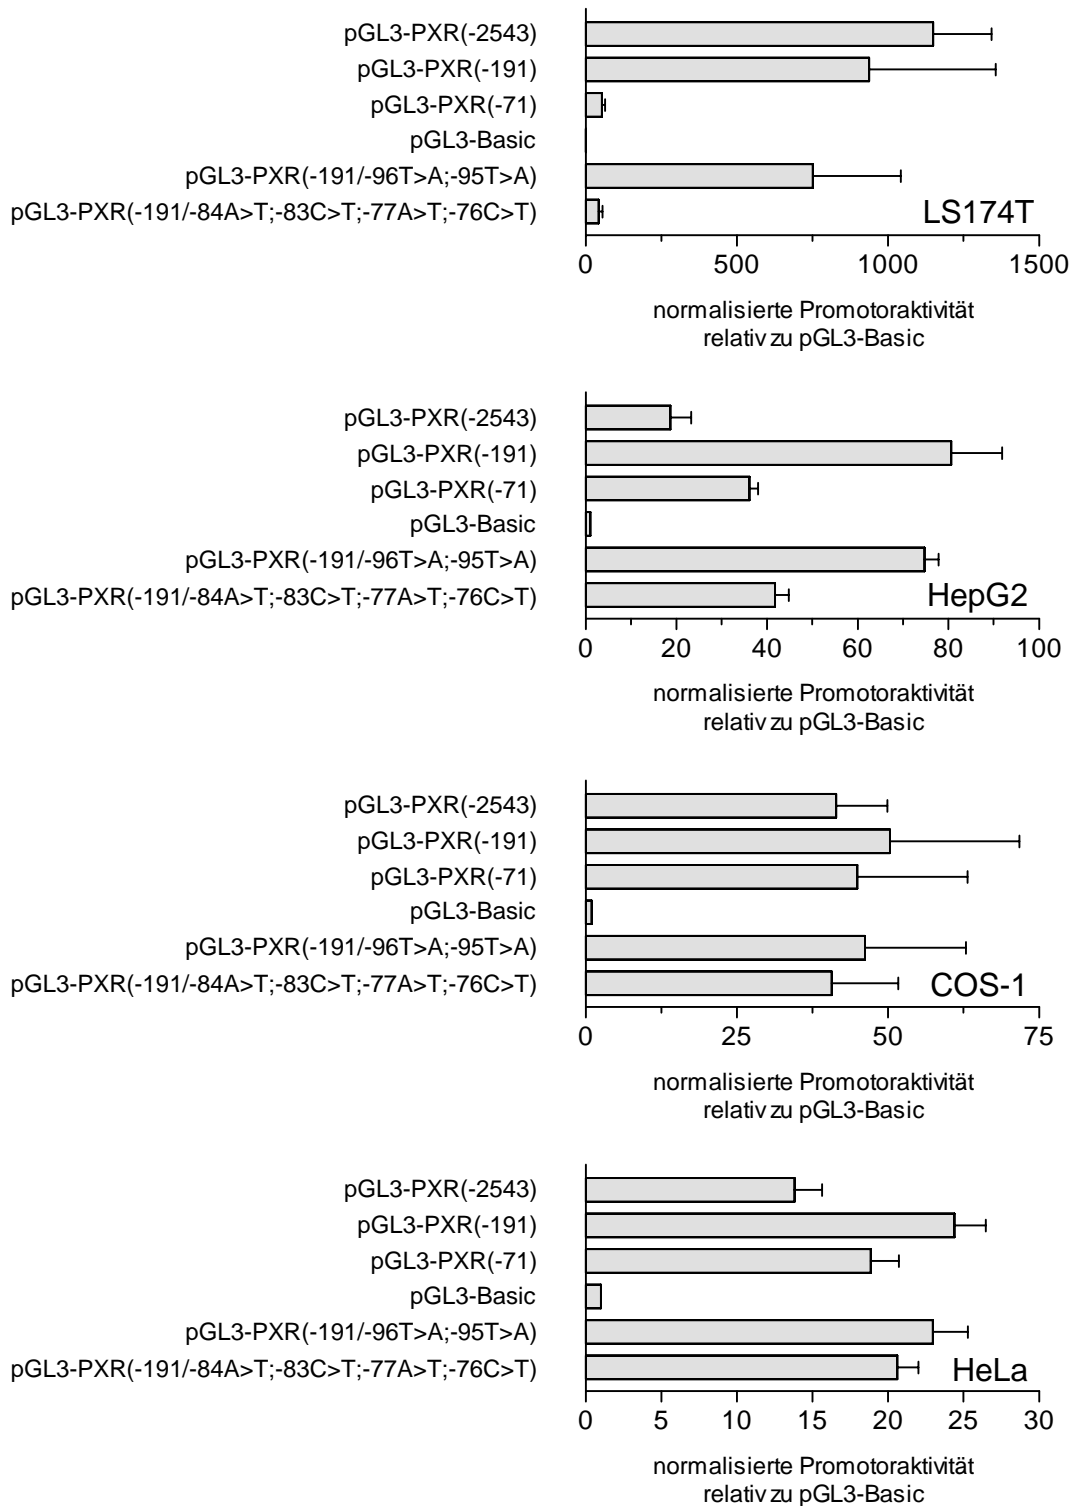 pGL3-PXR(-2543)
pGL3-PXR(-191)
pGL3-PXR(-71)
pGL3-Basic
pGL3-PXR(-191/-96T>A;-95T>A)
pGL3-PXR(-191/-84A>T;-83C>T;-77A>T;-76C>T)
LS174T
0 500 1000 1500
normalisierte Promotoraktivität
relativ zu pGL3-Basic
pGL3-PXR(-2543)
pGL3-PXR(-191)
pGL3-PXR(-71)
pGL3-Basic
pGL3-PXR(-191/-96T>A;-95T>A)
pGL3-PXR(-191/-84A>T;-83C>T;-77A>T;-76C>T)
HepG2
0 20 40 60 80 100
normalisierte Promotoraktivität
relativ zu pGL3-Basic
pGL3-PXR(-2543)
pGL3-PXR(-191)
pGL3-PXR(-71)
pGL3-Basic
pGL3-PXR(-191/-96T>A;-95T>A)
pGL3-PXR(-191/-84A>T;-83C>T;-77A>T;-76C>T)
COS-1
0 25 50 75
normalisierte Promotoraktivität
relativ zu pGL3-Basic
pGL3-PXR(-2543)
pGL3-PXR(-191)
pGL3-PXR(-71)
pGL3-Basic
pGL3-PXR(-191/-96T>A;-95T>A)
pGL3-PXR(-191/-84A>T;-83C>T;-77A>T;-76C>T)
HeLa
0 5 10 15 20 25 30
normalisierte Promotoraktivität
relativ zu pGL3-Basic